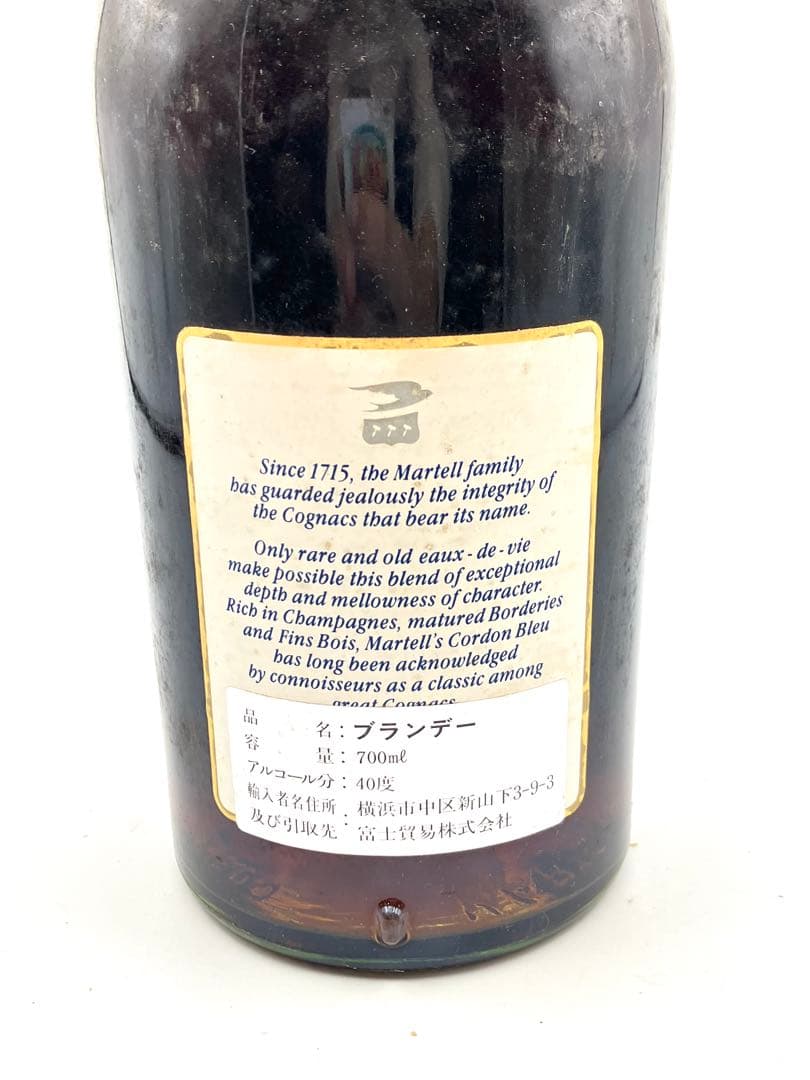 Since 1715, the Martell family
has guarded jealously the integrity of
the Cognacs that bear its name.
Only rare and old eaux-de-vie
make possible this blend of exceptional
depth and mellowness of character.
Rich in Champagnes, matured Borderies
and Fins Bois, Martell's Cordon Bleu
has long been acknowledged
by connoisseurs as a classic among
great Cognacs
品名：ブランデー
容量：700ml
アルコール分：40度
輸入者名住所及び引取先：横浜市中区新山下3-9-3
富士貿易株式会社